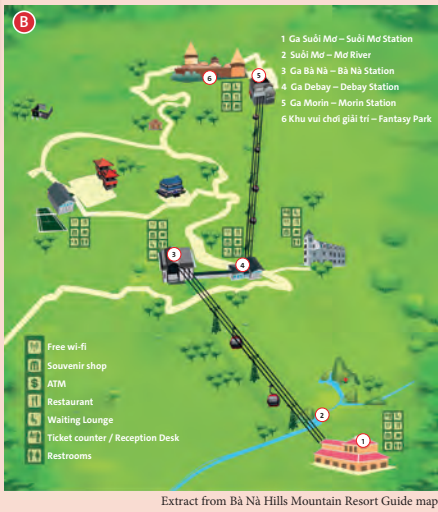 B
1 Ga Suối Mơ – Suối Mơ Station
2 Suối Mơ – Mơ River
3 Ga Bà Nà – Bà Nà Station
4 Ga Debay – Debay Station
5 Ga Morin – Morin Station
6 Khu vui chơi giải trí – Fantasy Park
6
5
3
4
2
1
Free wi-fi
Souvenir shop
$ ATM
Restaurant
Waiting Lounge
Ticket counter / Reception Desk
Restrooms
Extract from Bà Nà Hills Mountain Resort Guide map